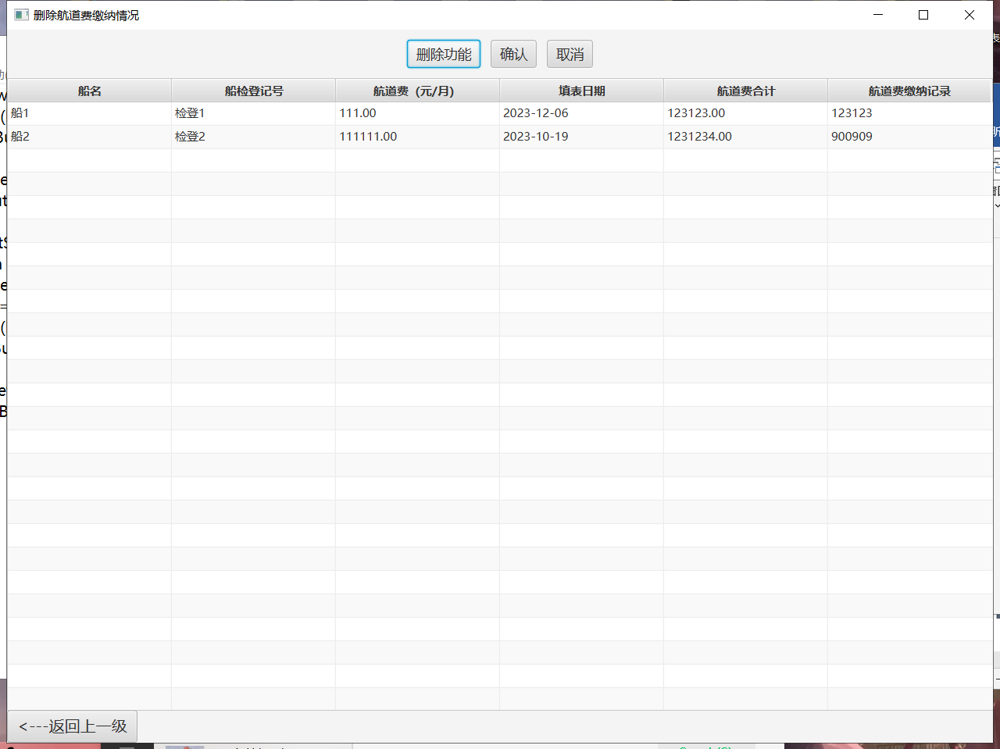 删除航道费缴纳情况
删除功能 确认 取消
船名 船检登记号 航道费（元/月） 填表日期 航道费合计 航道费缴纳记录
船1 检登1 111.00 2023-12-06 123123.00 123123
船2 检登2 111111.00 2023-10-19 1231234.00 900909
<---返回上一级